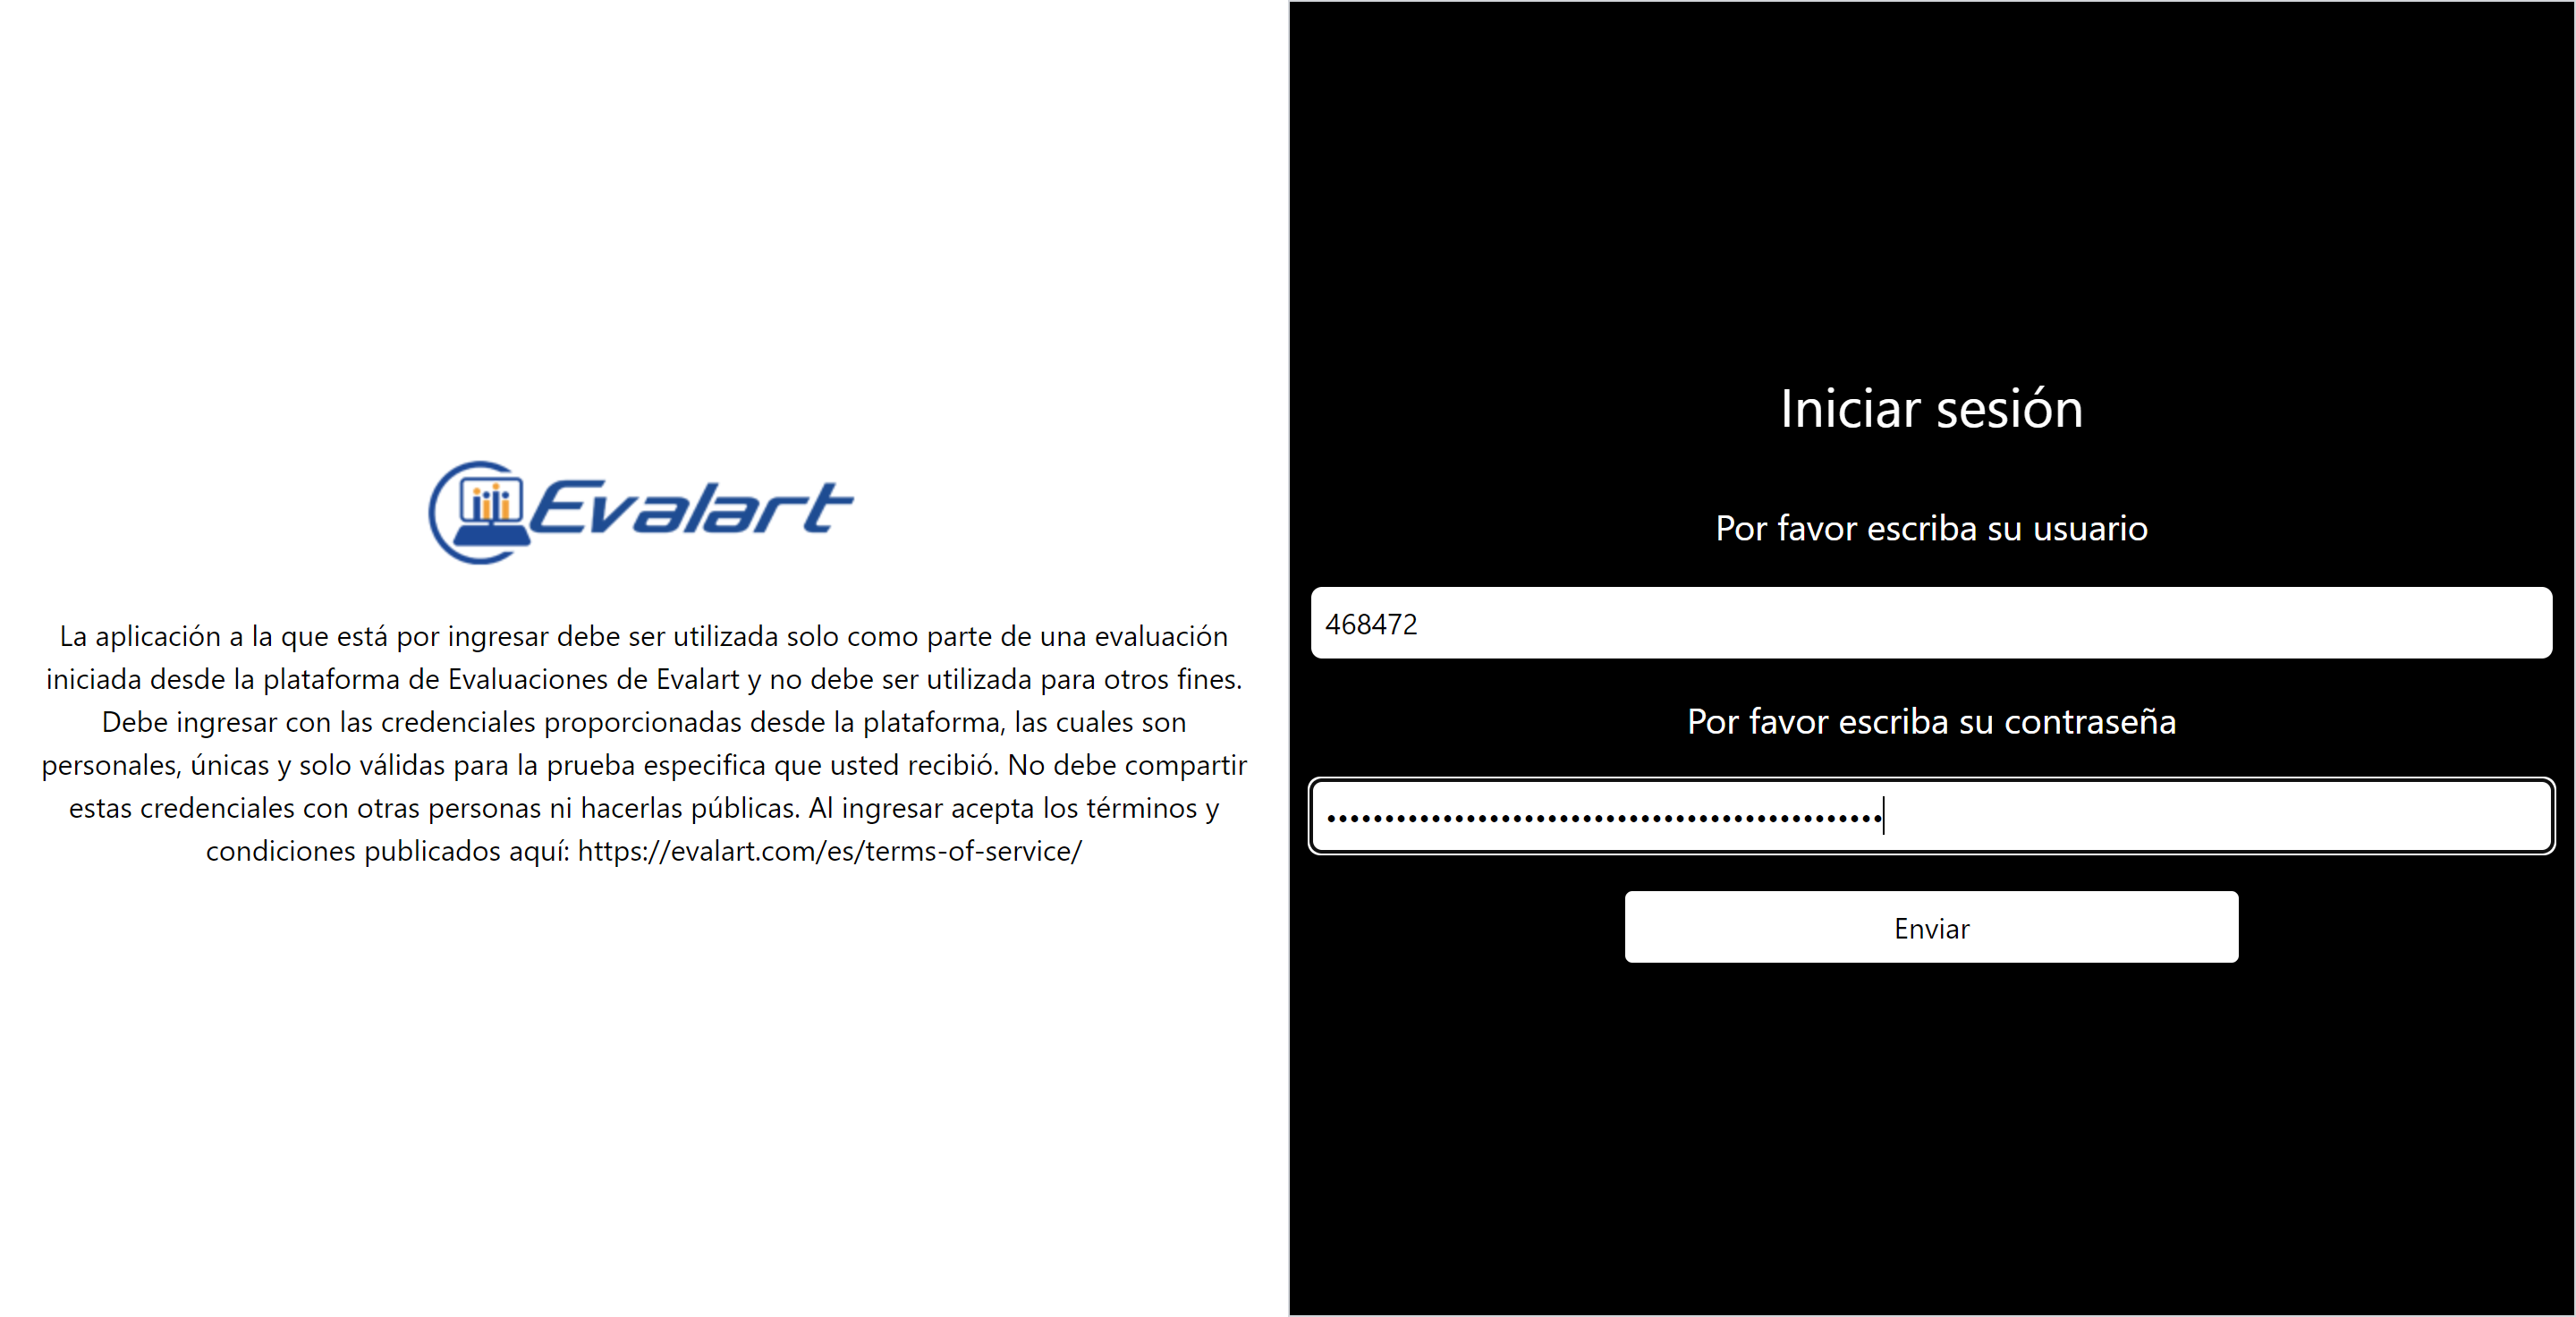 Evalart
La aplicación a la que está por ingresar debe ser utilizada solo como parte de una evaluación
iniciada desde la plataforma de Evaluaciones de Evalart y no debe ser utilizada para otros fines.
Debe ingresar con las credenciales proporcionadas desde la plataforma, las cuales son
personales, únicas y solo válidas para la prueba especifica que usted recibió. No debe compartir
estas credenciales con otras personas ni hacerlas públicas. Al ingresar acepta los términos y
condiciones publicados aquí: https://evalart.com/es/terms-of-service/
Iniciar sesión
Por favor escriba su usuario
468472
Por favor escriba su contraseña
Enviar